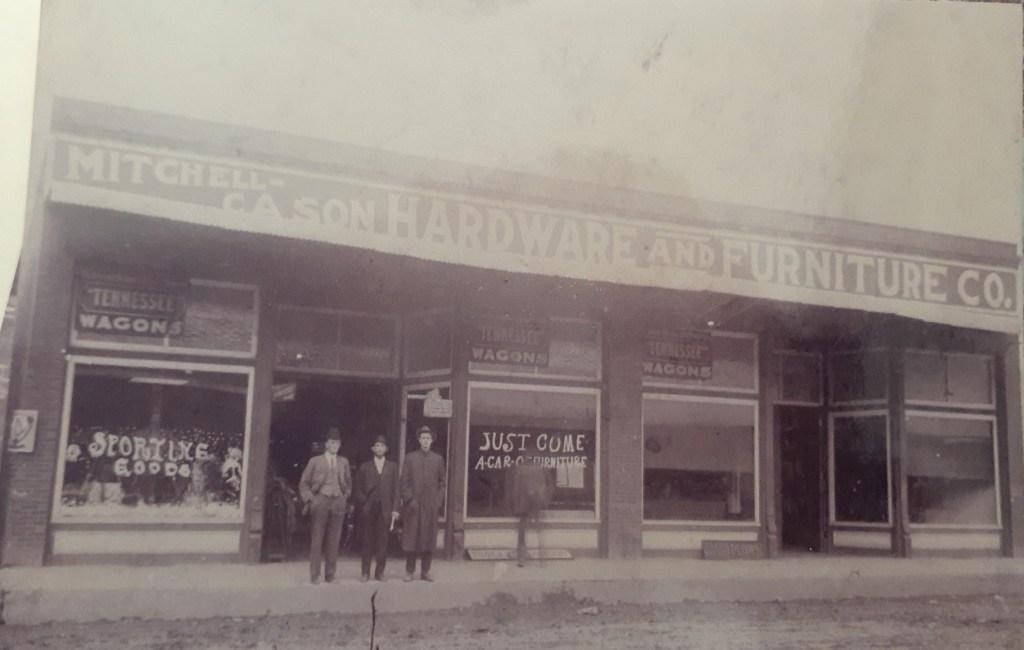 MITCHELL-
CASON HARDWARE AND FURNITURE CO.
TENNESSEE
WAGONS
TENNESSEE
WAGONS
TENNESSEE
WAGONS
SPORTING
GOODS
JUST COME
A-CAR-OF FURNITURE